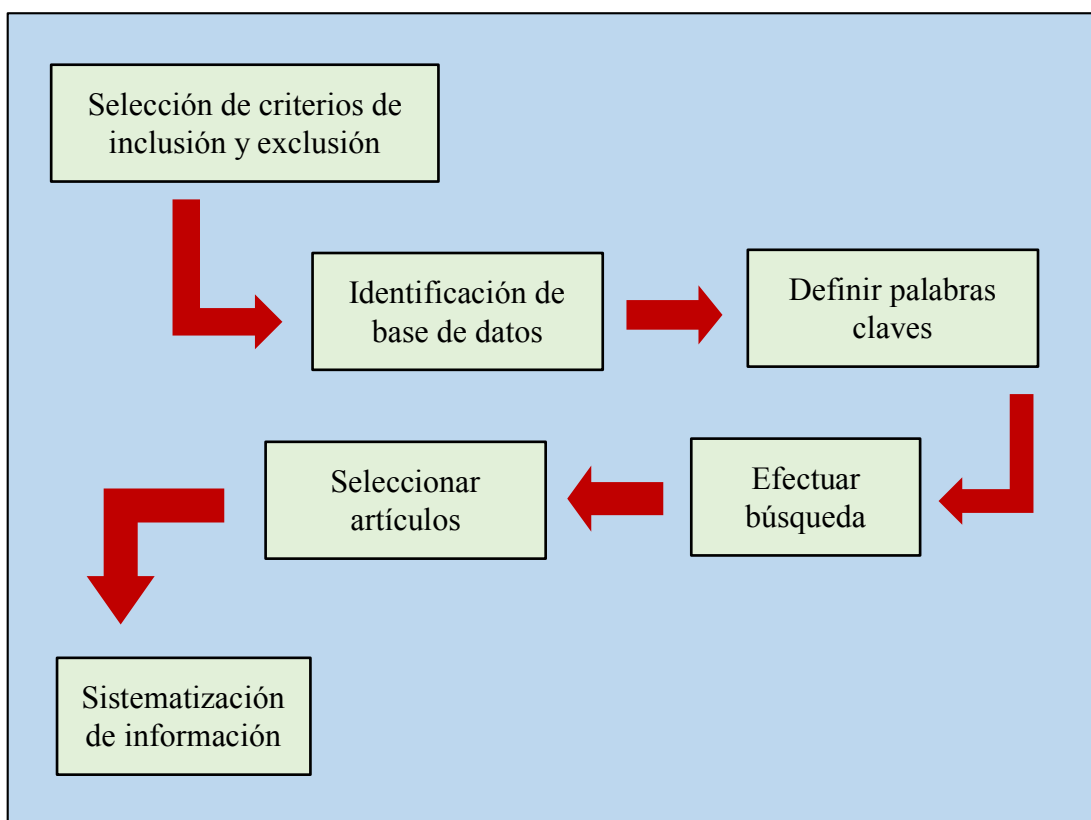 Selección de criterios de
inclusión y exclusión
Identificación de
base de datos
Definir palabras
claves
Efectuar
búsqueda
Seleccionar
artículos
Sistematización
de información